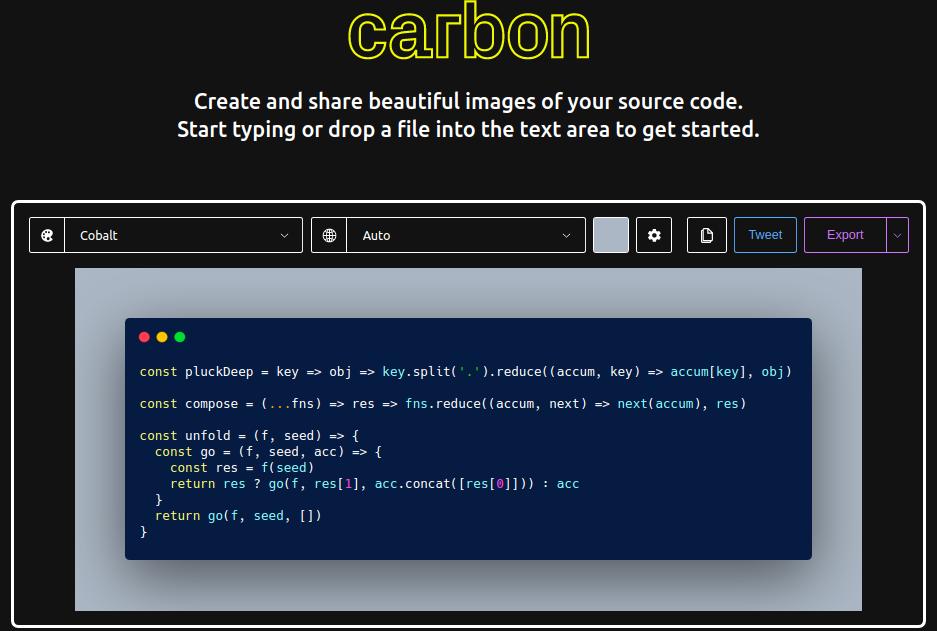 carbon
Create and share beautiful images of your source code.
Start typing or drop a file into the text area to get started.
Cobalt Auto Tweet Export
const pluckDeep = key => obj => key.split('.').reduce((accum, key) => accum[key], obj)
const compose = (...fns) => res => fns.reduce((accum, next) => next(accum), res)
const unfold = (f, seed) => {
  const go = (f, seed, acc) => {
    const res = f(seed)
    return res ? go(f, res[1], acc.concat([res[0]])) : acc
  }
  return go(f, seed, [])
}